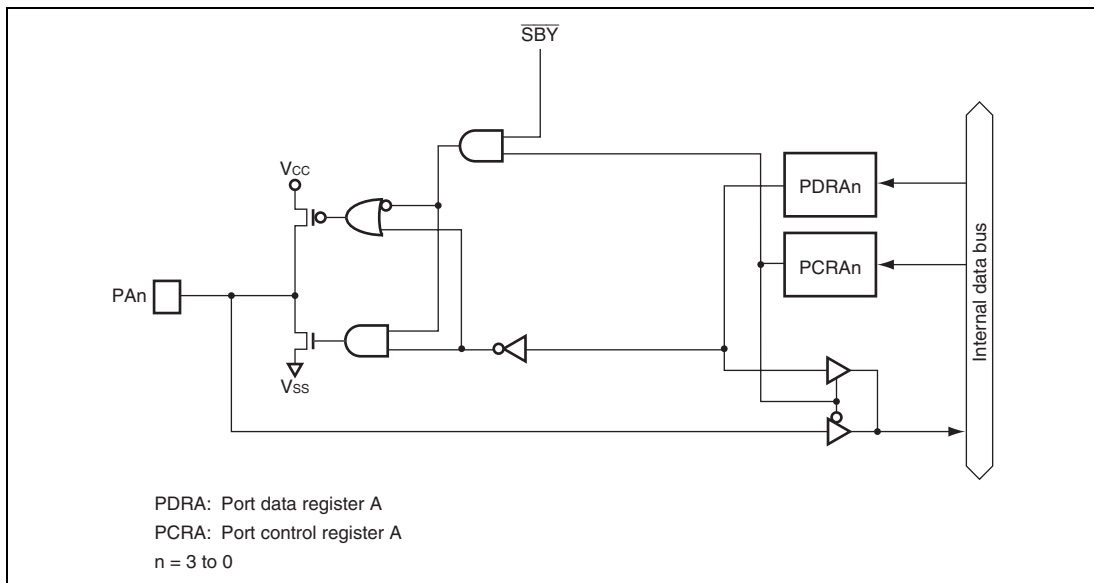 S̅B̅Y̅
VCC
PDRAn
PCRAn
PAn
VSS
Internal data bus
PDRA: Port data register A
PCRA: Port control register A
n = 3 to 0